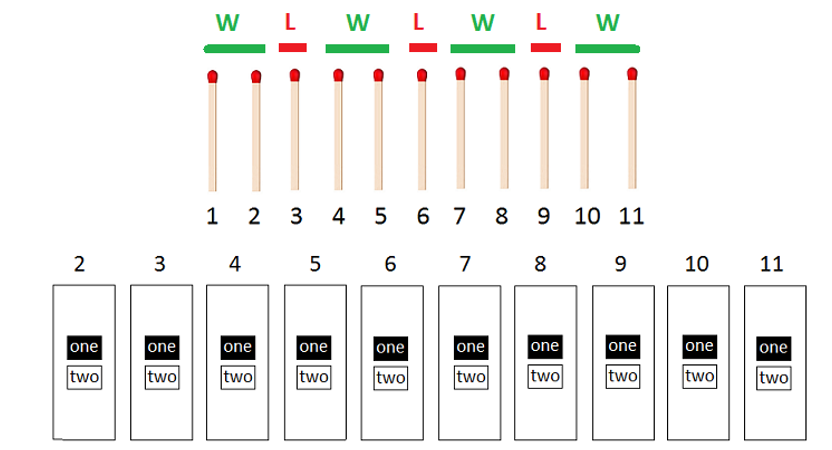 W L W L W L W
1 2 3 4 5 6 7 8 9 10 11
2 3 4 5 6 7 8 9 10 11
one one one one one one one one one one
two two two two two two two two two two